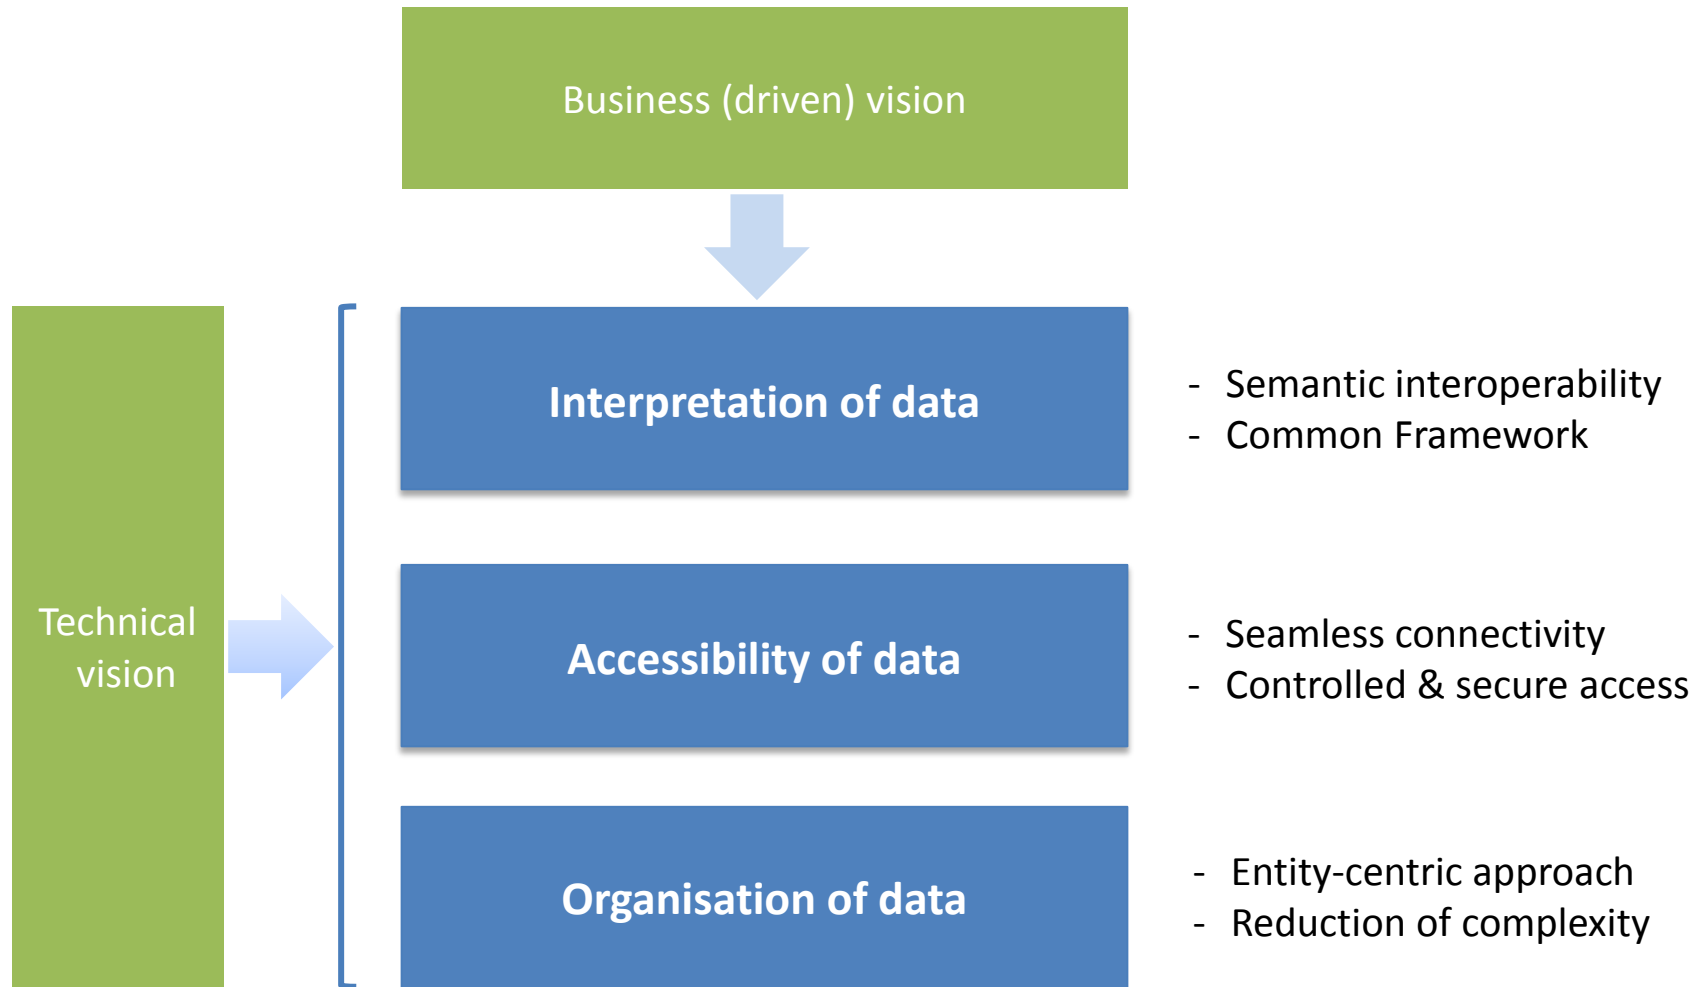 Business (driven) vision
Interpretation of data
- Semantic interoperability
- Common Framework
Technical
vision
Accessibility of data
- Seamless connectivity
- Controlled & secure access
Organisation of data
- Entity-centric approach
- Reduction of complexity